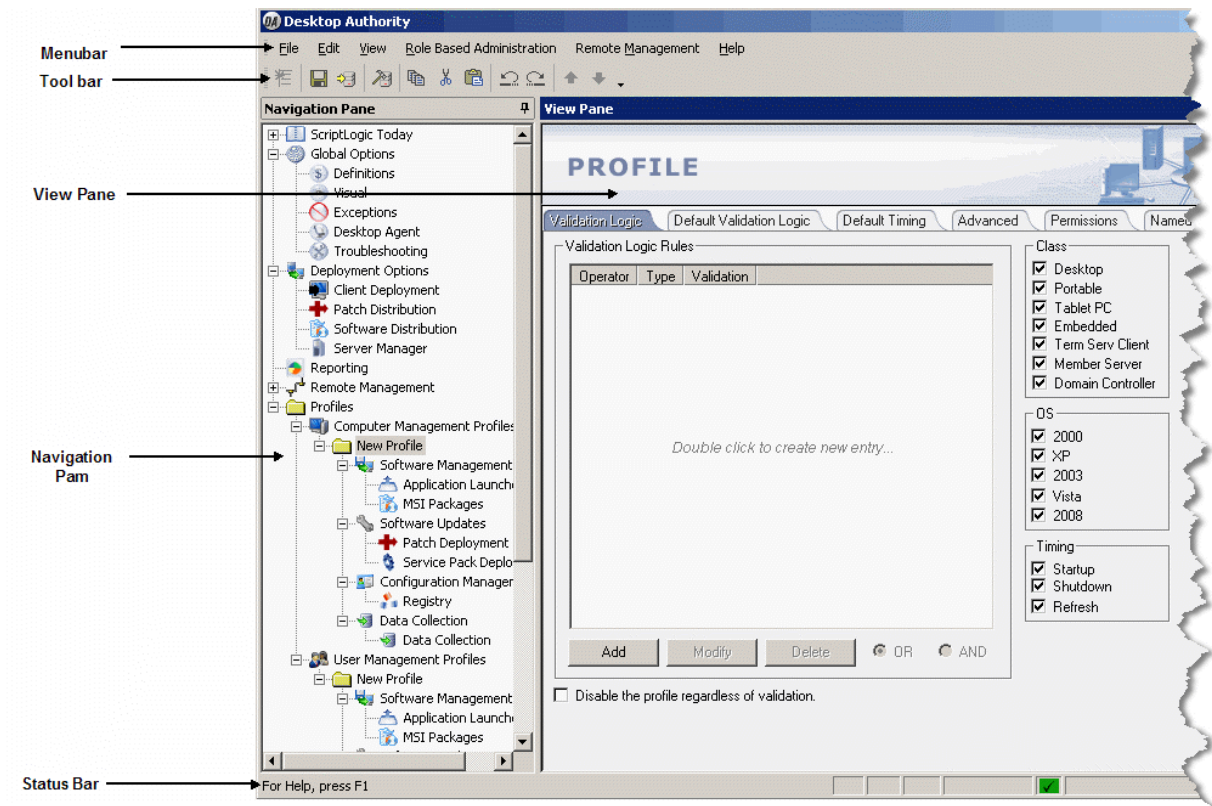 Desktop Authority
Menubar
File Edit View Role Based Administration Remote Management Help
Tool bar
Navigation Pane
View Pane
ScriptLogic Today
Global Options
Definitions
Visual
Exceptions
Desktop Agent
Troubleshooting
Deployment Options
Client Deployment
Patch Distribution
Software Distribution
Server Manager
Reporting
Remote Management
Profiles
Computer Management Profiles
New Profile
Software Management
Application Launch
MSI Packages
Software Updates
Patch Deployment
Service Pack Deplo
Configuration Manager
Registry
Data Collection
Data Collection
User Management Profiles
New Profile
Software Management
Application Launch
MSI Packages
View Pane
Navigation
Pam
PROFILE
Validation Logic Default Validation Logic Default Timing Advanced Permissions Named
Validation Logic Rules
Operator Type Validation
Double click to create new entry...
Add Modify Delete OR AND
Disable the profile regardless of validation.
Class
Desktop
Portable
Tablet PC
Embedded
Term Serv Client
Member Server
Domain Controller
OS
2000
XP
2003
Vista
2008
Timing
Startup
Shutdown
Refresh
Status Bar
For Help, press F1